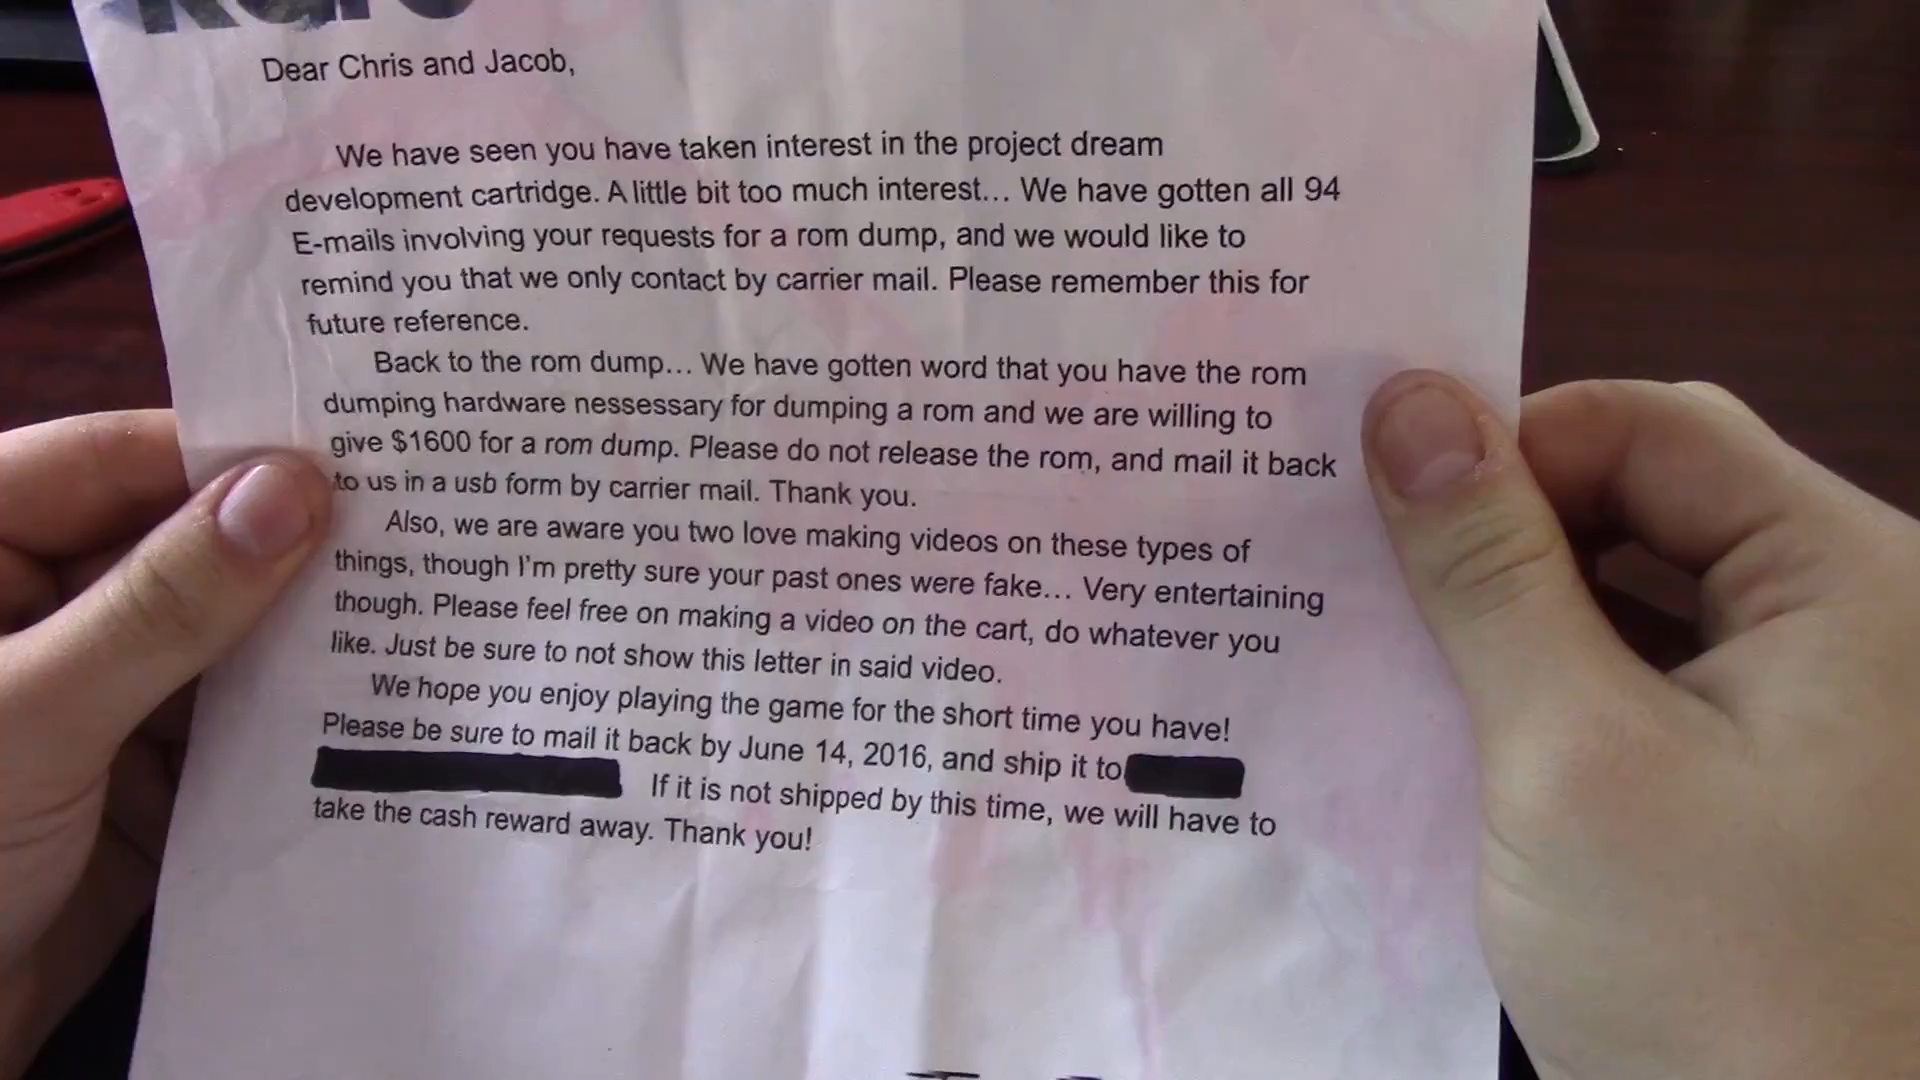 Dear Chris and Jacob,
We have seen you have taken interest in the project dream
development cartridge. A little bit too much interest... We have gotten all 94
E-mails involving your requests for a rom dump, and we would like to
remind you that we only contact by carrier mail. Please remember this for
future reference.
Back to the rom dump... We have gotten word that you have the rom
dumping hardware nessessary for dumping a rom and we are willing to
give $1600 for a rom dump. Please do not release the rom, and mail it back
to us in a usb form by carrier mail. Thank you.
Also, we are aware you two love making videos on these types of
things, though I'm pretty sure your past ones were fake... Very entertaining
though. Please feel free on making a video on the cart, do whatever you
like. Just be sure to not show this letter in said video.
We hope you enjoy playing the game for the short time you have!
Please be sure to mail it back by June 14, 2016, and ship it to
If it is not shipped by this time, we will have to
take the cash reward away. Thank you!